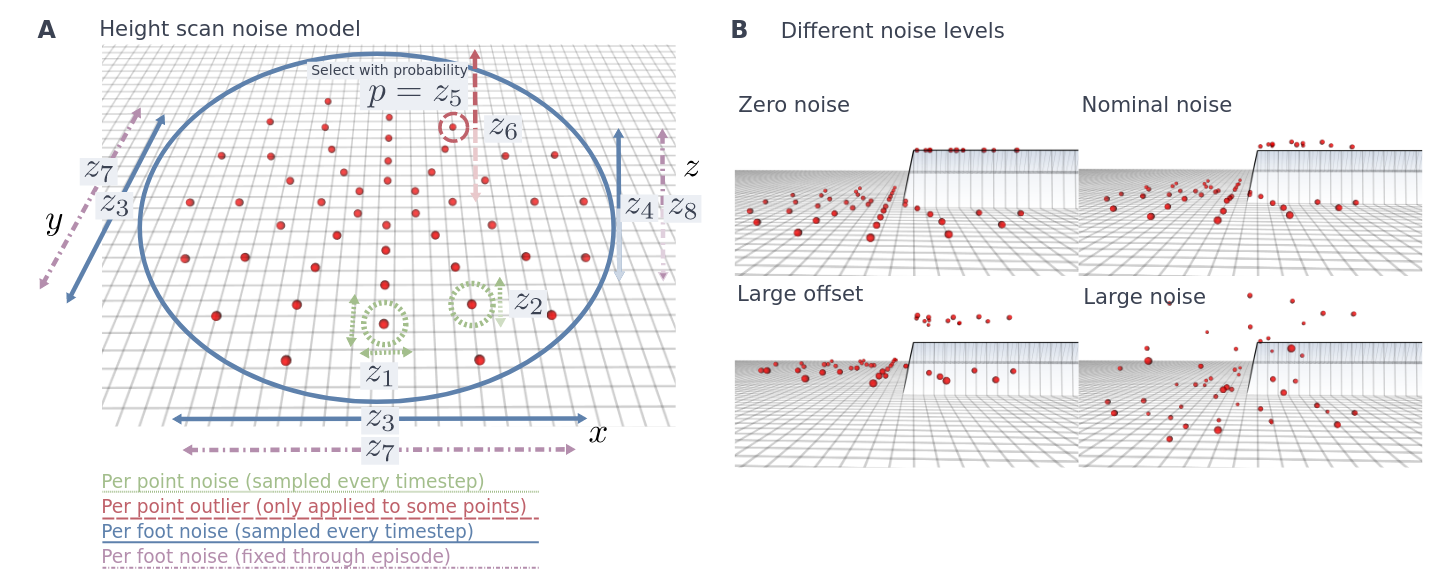 A Height scan noise model
Select with probability
p = z5
z6
z7
z3
y
z
z4 z8
z2
z1
z3
x
z7
Per point noise (sampled every timestep)
Per point outlier (only applied to some points)
Per foot noise (sampled every timestep)
Per foot noise (fixed through episode)
B Different noise levels
Zero noise
Nominal noise
Large offset
Large noise